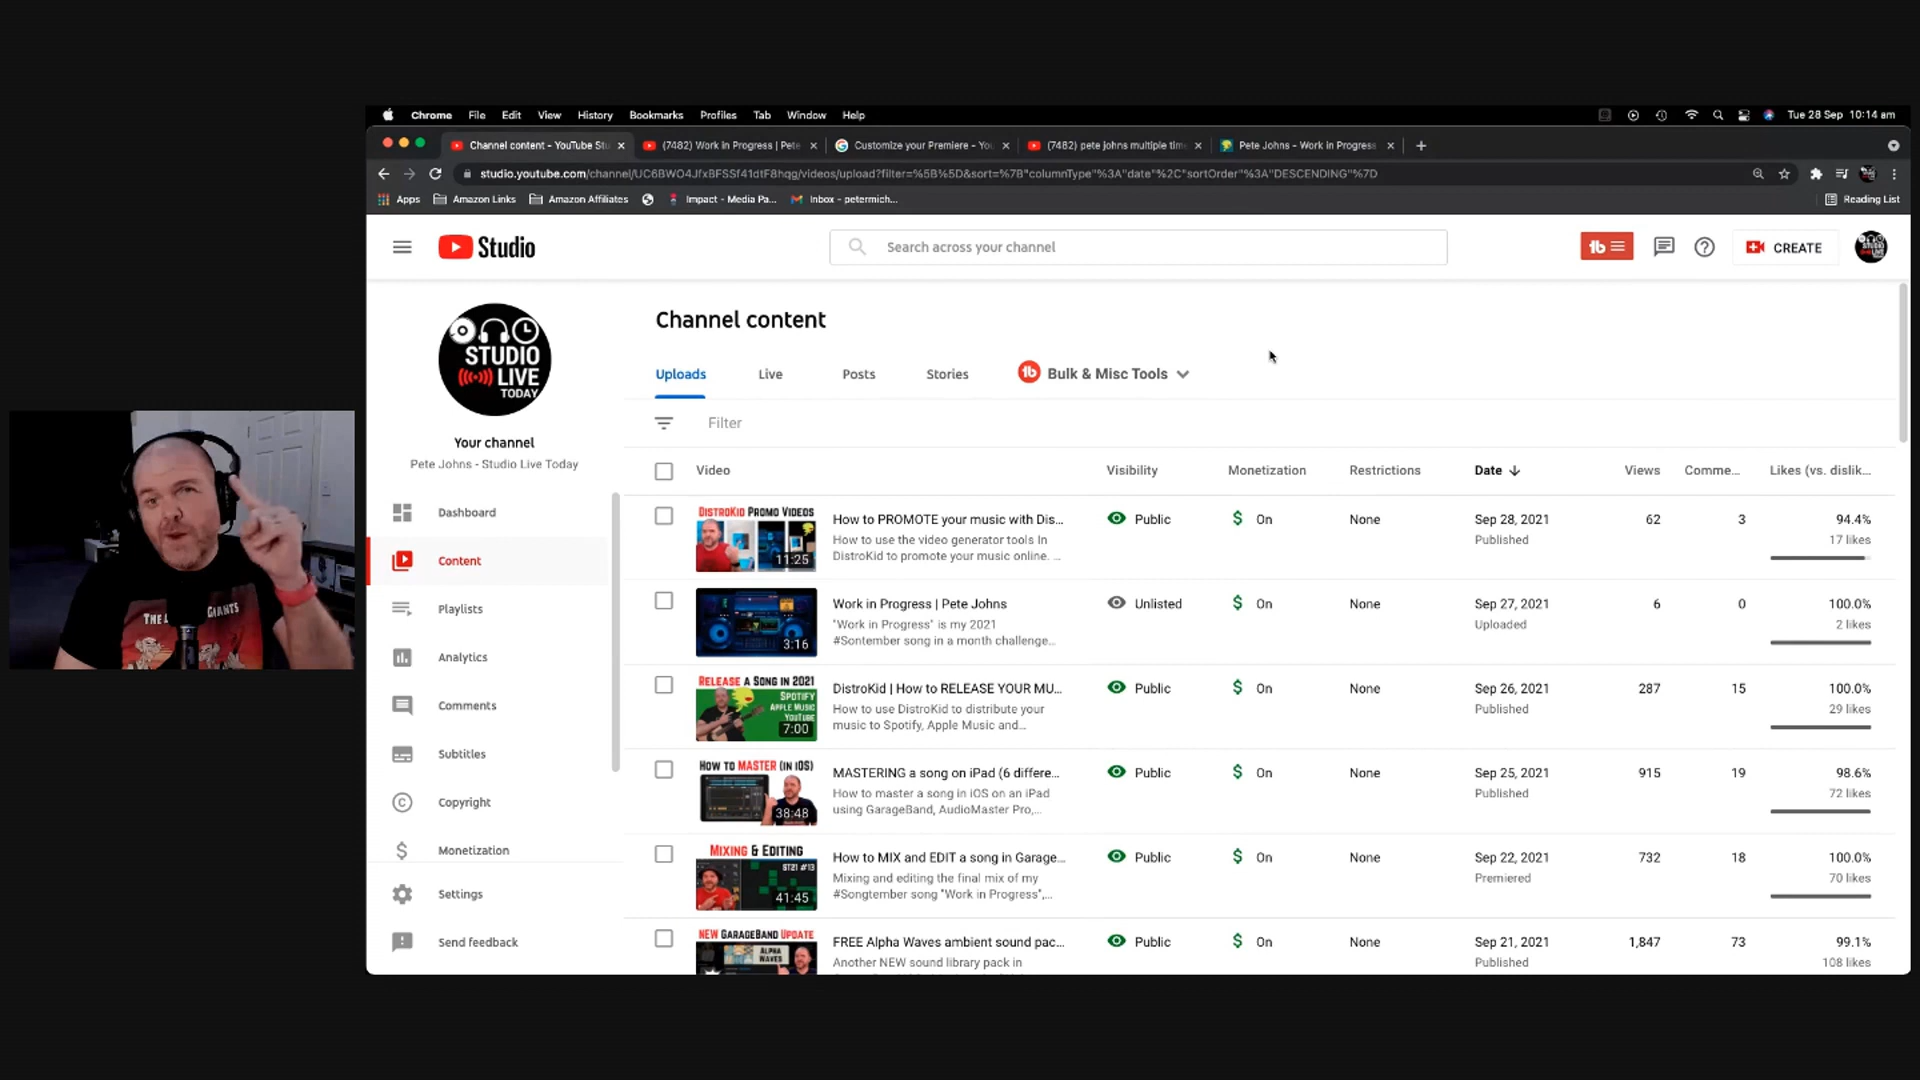 Chrome File Edit View History Bookmarks Profiles Tab Window Help Tue 28 Sep 10:14 am
Channel content - YouTube Stu (7482) Work in Progress | Pete Customize your Premiere - You (7482) pete johns multiple tim Pete Johns - Work in Progress
studio.youtube.com/channel/UC6BWO4JfxBFSSf41dtF8hqg/videos/upload?filter=%5B%5D&sort=%7B"columnType"%3A"date"%2C"sortOrder"%3A"DESCENDING"%7D
Apps Amazon Links Amazon Affiliates Impact - Media Pa... Inbox - petermich... Reading List
Studio Search across your channel tb CREATE
STUDIO LIVE TODAY
Your channel
Pete Johns - Studio Live Today
Dashboard
Content
Playlists
Analytics
Comments
Subtitles
Copyright
Monetization
Settings
Send feedback
Channel content
Uploads Live Posts Stories tb Bulk & Misc Tools
Filter
Video Visibility Monetization Restrictions Date Views Comme... Likes (vs. dislik...
DISTROKID PROMO VIDEOS
11:25
How to PROMOTE your music with Dis... Public $ On None Sep 28, 2021 62 3 94.4%
How to use the video generator tools In Published 17 likes
DistroKid to promote your music online. ...
3:16
Work in Progress | Pete Johns Unlisted $ On None Sep 27, 2021 6 0 100.0%
"Work in Progress" is my 2021 Uploaded 2 likes
#Sontember song in a month challenge...
RELEASE A SONG IN 2021
SPOTIFY
APPLE MUSIC
YOUTUBE
7:00
DistroKid | How to RELEASE YOUR MU... Public $ On None Sep 26, 2021 287 15 100.0%
How to use DistroKid to distribute your Published 29 likes
music to Spotify, Apple Music and...
HOW TO MASTER (IN IOS)
38:48
MASTERING a song on iPad (6 differe... Public $ On None Sep 25, 2021 915 19 98.6%
How to master a song in iOS on an iPad Published 72 likes
using GarageBand, AudioMaster Pro,...
MIXING & EDITING
ST21 #13
41:45
How to MIX and EDIT a song in Garage... Public $ On None Sep 22, 2021 732 18 100.0%
Mixing and editing the final mix of my Premiered 70 likes
#Songtember song "Work in Progress",...
NEW GARAGEBAND UPDATE
ALPHA
WAVES
FREE Alpha Waves ambient sound pac... Public $ On None Sep 21, 2021 1,847 73 99.1%
Another NEW sound library pack in Published 108 likes
THE
GIANTS